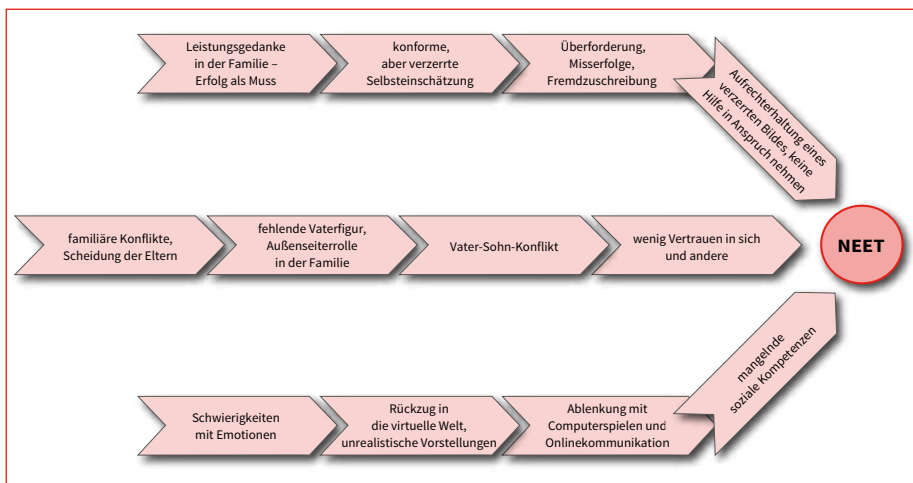 Leistungsgedanke
in der Familie –
Erfolg als Muss
konforme,
aber verzerrte
Selbsteinschätzung
Überforderung,
Misserfolge,
Fremdzuschreibung
Aufrechterhaltung eines
verzerrten Bildes, keine
Hilfe in Anspruch nehmen
familiäre Konflikte,
Scheidung der Eltern
fehlende Vaterfigur,
Außenseiterrolle
in der Familie
Vater-Sohn-Konflikt
wenig Vertrauen in sich
und andere
NEET
Schwierigkeiten
mit Emotionen
Rückzug in
die virtuelle Welt,
unrealistische Vorstellungen
Ablenkung mit
Computerspielen und
Onlinekommunikation
mangelnde
soziale Kompetenzen